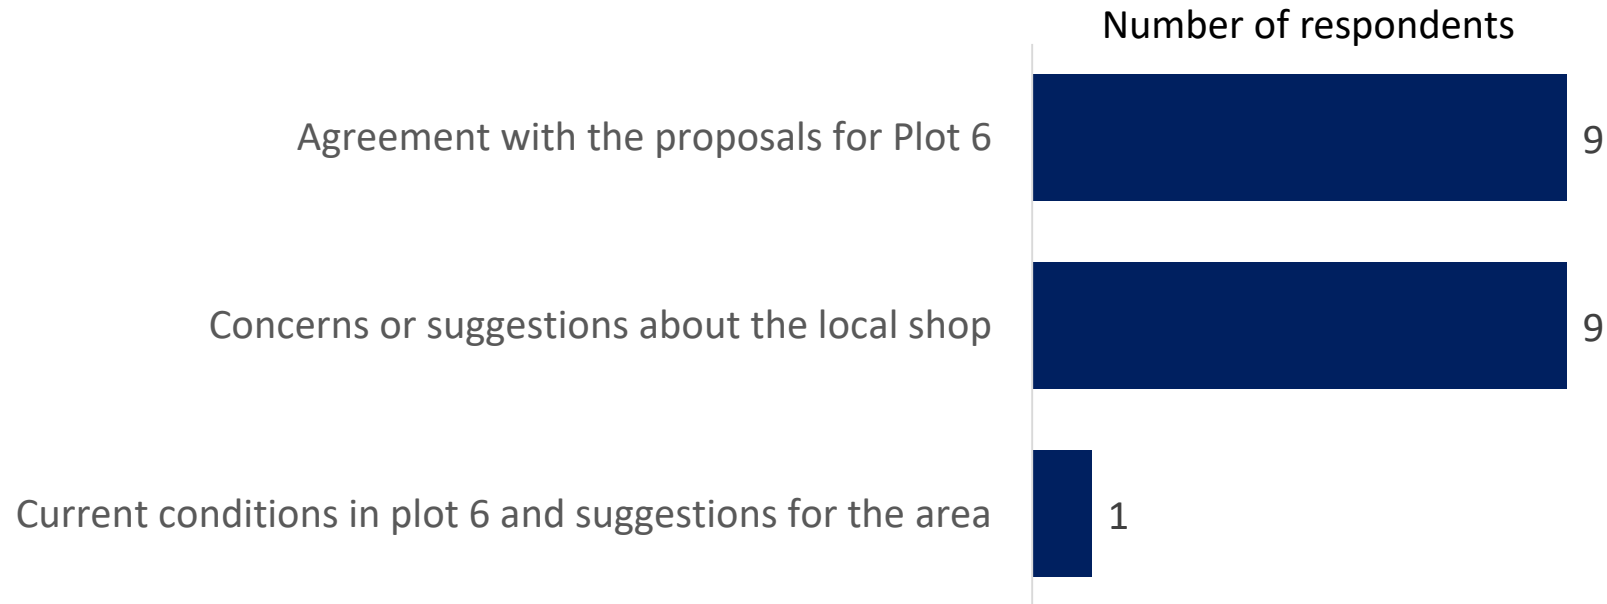 Number of respondents
Agreement with the proposals for Plot 6
9
Concerns or suggestions about the local shop
9
Current conditions in plot 6 and suggestions for the area
1